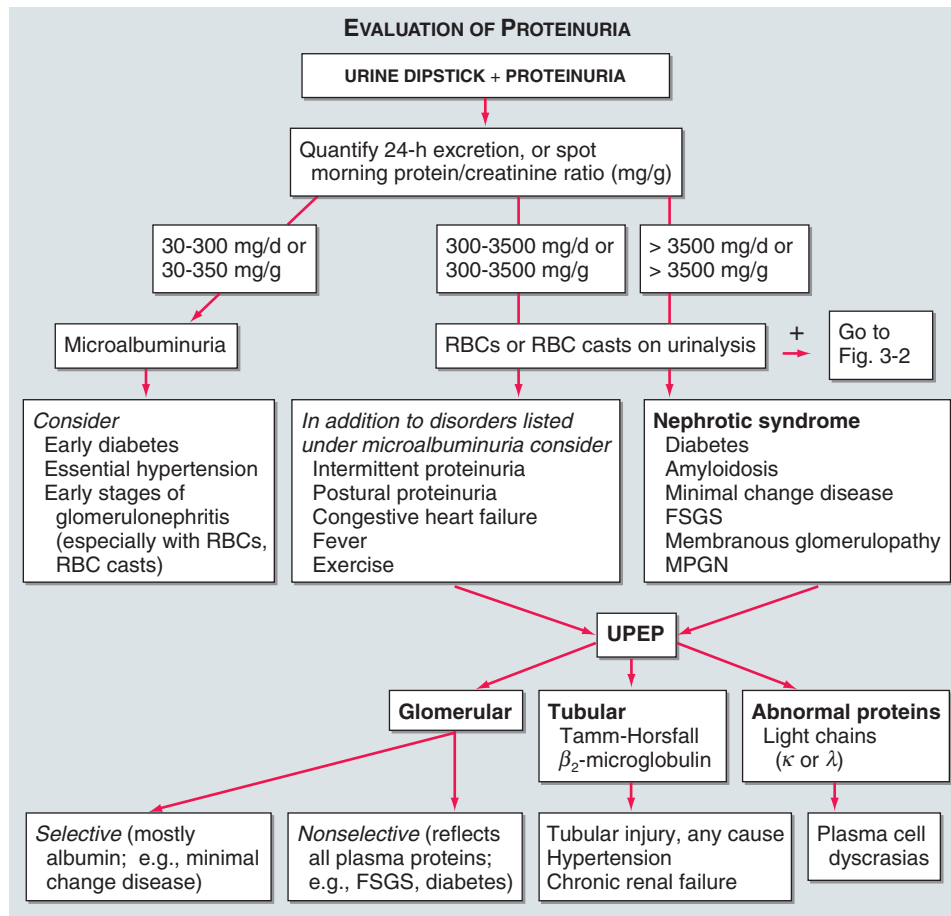 EVALUATION OF PROTEINURIA
URINE DIPSTICK + PROTEINURIA
Quantify 24-h excretion, or spot
morning protein/creatinine ratio (mg/g)
30-300 mg/d or
30-350 mg/g
300-3500 mg/d or
300-3500 mg/g
> 3500 mg/d or
> 3500 mg/g
Microalbuminuria
RBCs or RBC casts on urinalysis
+
Go to
Fig. 3-2
Consider
Early diabetes
Essential hypertension
Early stages of
glomerulonephritis
(especially with RBCs,
RBC casts)
In addition to disorders listed
under microalbuminuria consider
Intermittent proteinuria
Postural proteinuria
Congestive heart failure
Fever
Exercise
Nephrotic syndrome
Diabetes
Amyloidosis
Minimal change disease
FSGS
Membranous glomerulopathy
MPGN
UPEP
Glomerular
Tubular
Tamm-Horsfall
β₂-microglobulin
Abnormal proteins
Light chains
(κ or λ)
Selective (mostly
albumin; e.g., minimal
change disease)
Nonselective (reflects
all plasma proteins;
e.g., FSGS, diabetes)
Tubular injury, any cause
Hypertension
Chronic renal failure
Plasma cell
dyscrasias